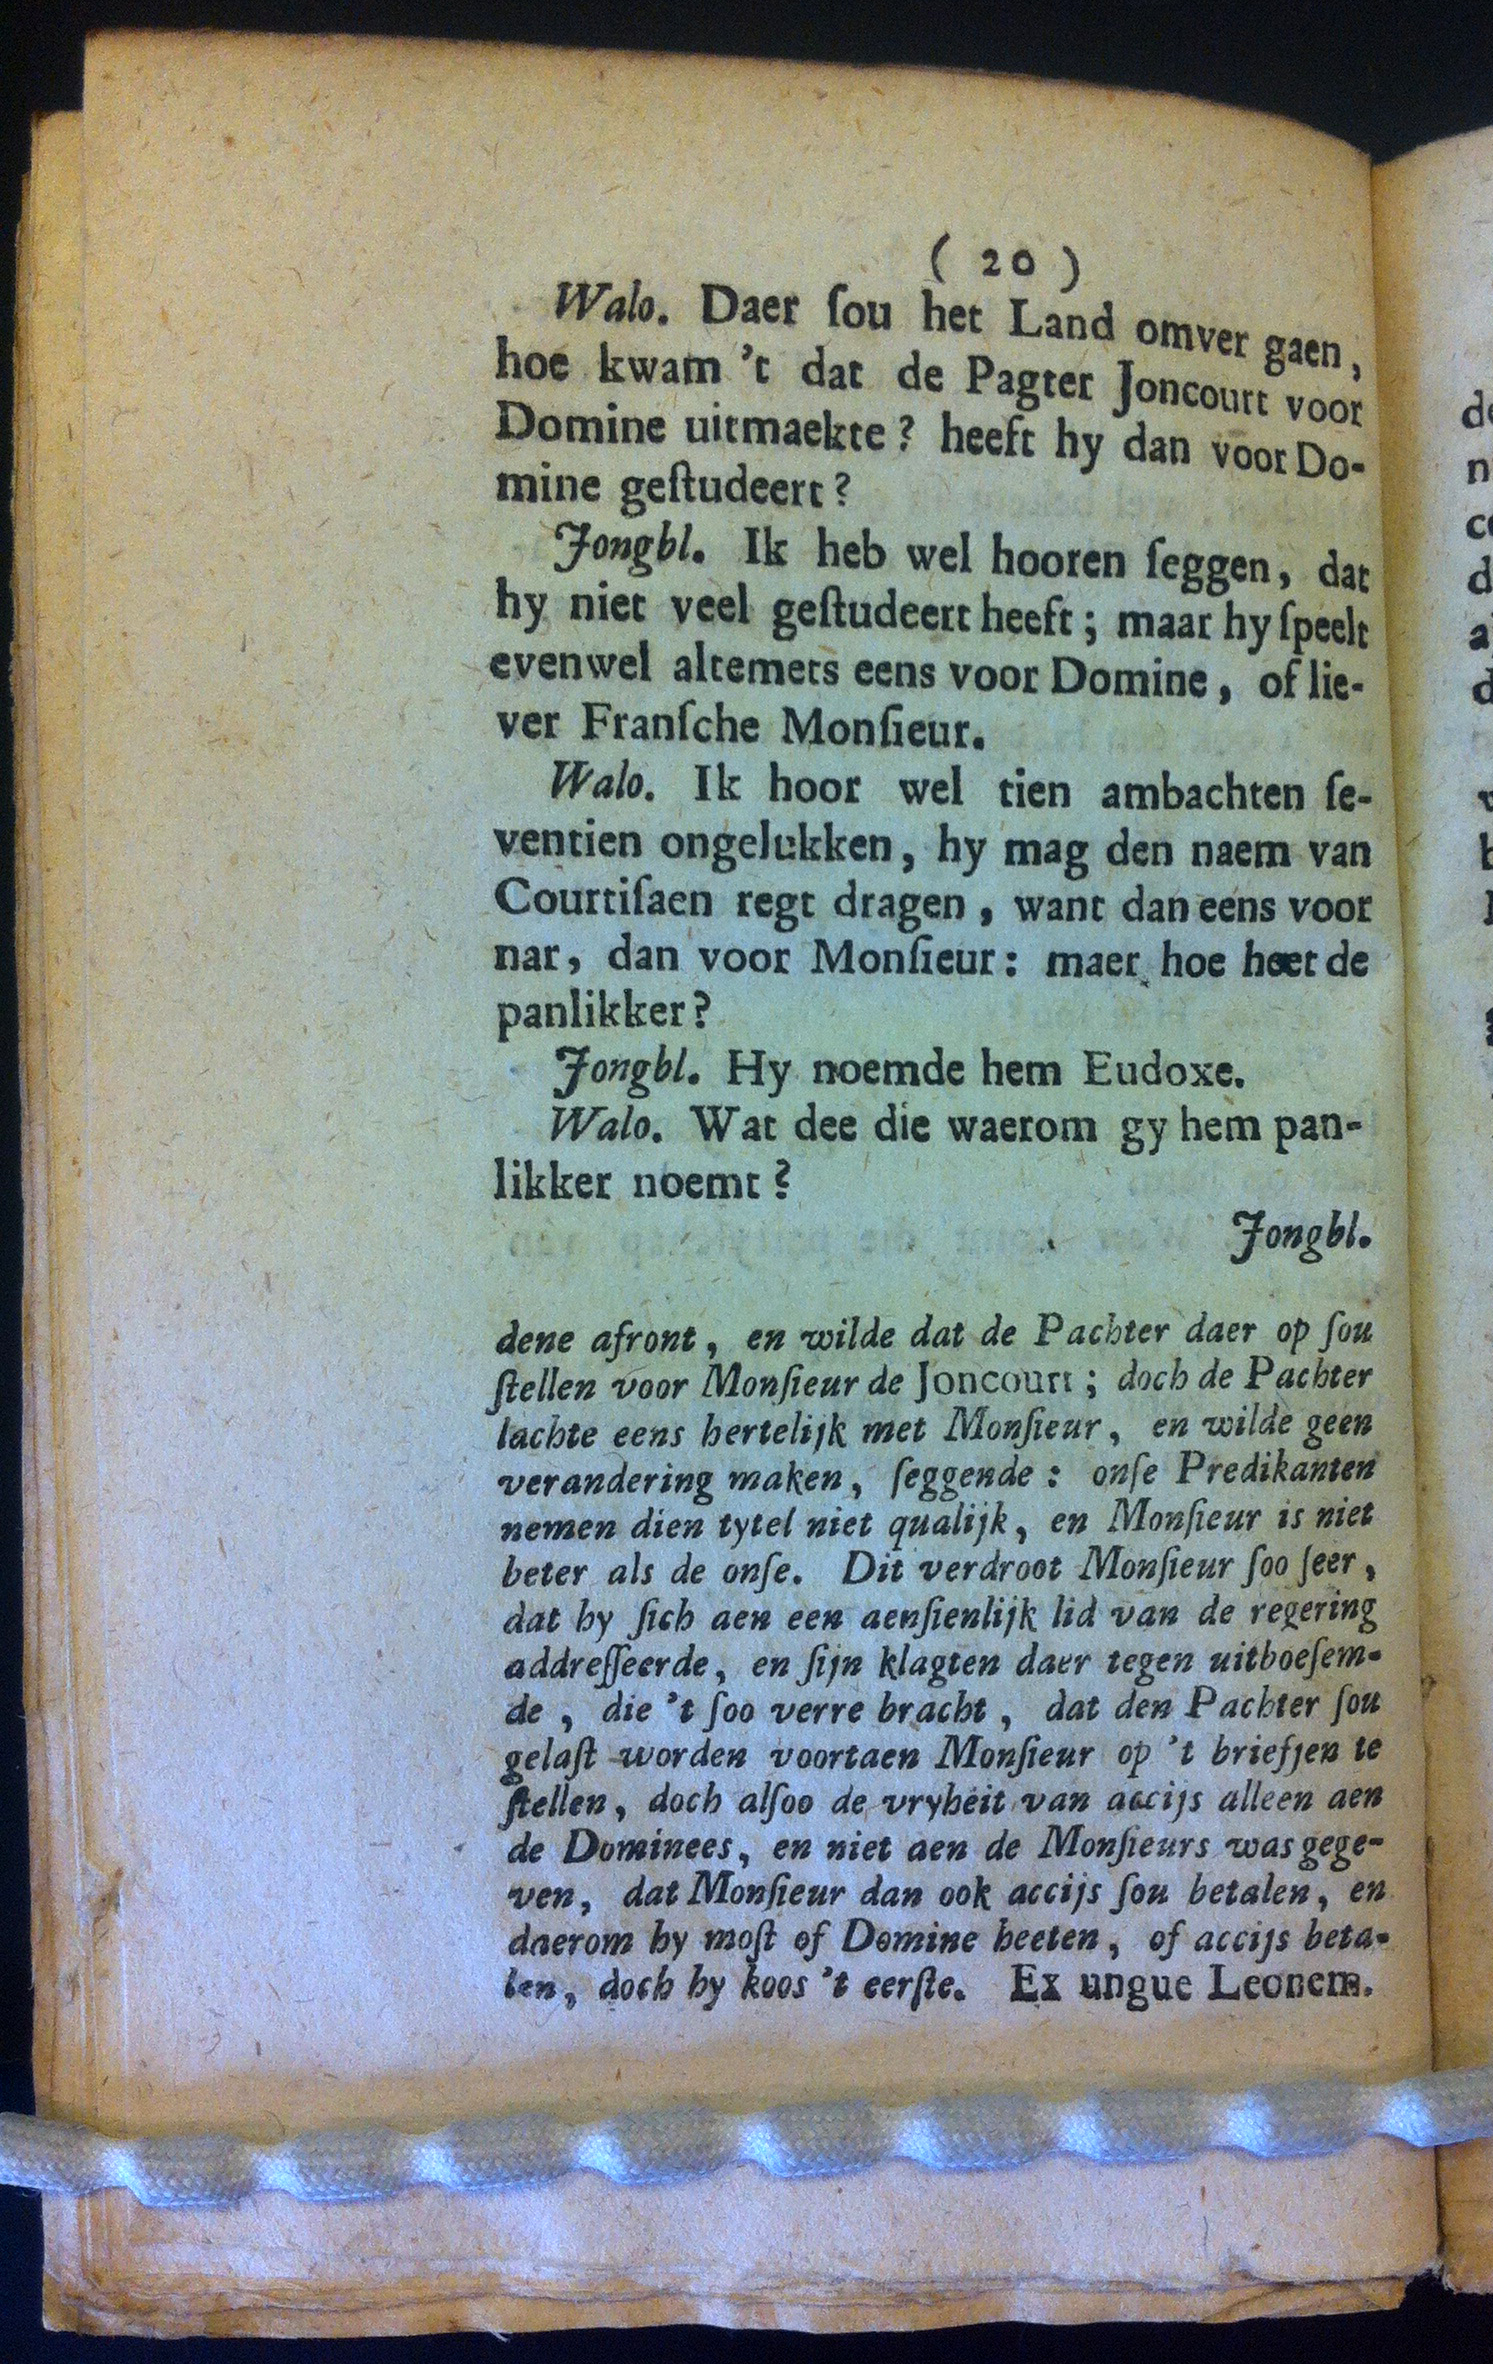 ( 20 )
Walo. Daer ſou het Land omver gaen,
hoe kwam 't dat de Pagter Joncourt voor
Domine uitmaekte? heeft hy dan voor Do-
mine geſtudeert?
Jongbl. Ik heb wel hooren ſeggen, dat
hy niet veel geſtudeert heeft; maar hy ſpeelt
evenwel altemets eens voor Domine, of lie-
ver Franſche Monſieur.
Walo. Ik hoor wel tien ambachten ſe-
ventien ongelukken, hy mag den naem van
Courtiſaen regt dragen, want dan eens voor
nar, dan voor Monſieur: maer hoe heet de
panlikker?
Jongbl. Hy noemde hem Eudoxe.
Walo. Wat dee die waerom gy hem pan-
likker noemt?
Jongbl.
dene afront, en wilde dat de Pachter daer op ſou
ſtellen voor Monſieur de Joncourt; doch de Pachter
lachte eens hertelijk met Monſieur, en wilde geen
verandering maken, ſeggende: onſe Predikanten
nemen dien tytel niet qualijk, en Monſieur is niet
beter als de onſe. Dit verdroot Monſieur ſoo ſeer,
dat hy ſich aen een aenſienlijk lid van de regering
addreſſeerde, en ſijn klagten daer tegen uitboeſem-
de, die 't ſoo verre bracht, dat den Pachter ſou
gelaſt worden voortaen Monſieur op 't briefjen te
ſtellen, doch alſoo de vryheit van accijs alleen aen
de Dominees, en niet aen de Monſieurs was gege-
ven, dat Monſieur dan ook accijs ſou betalen, en
daerom hy moſt of Domine heeten, of accijs beta-
len, doch hy koos 't eerſte. Ex ungue Leonem.